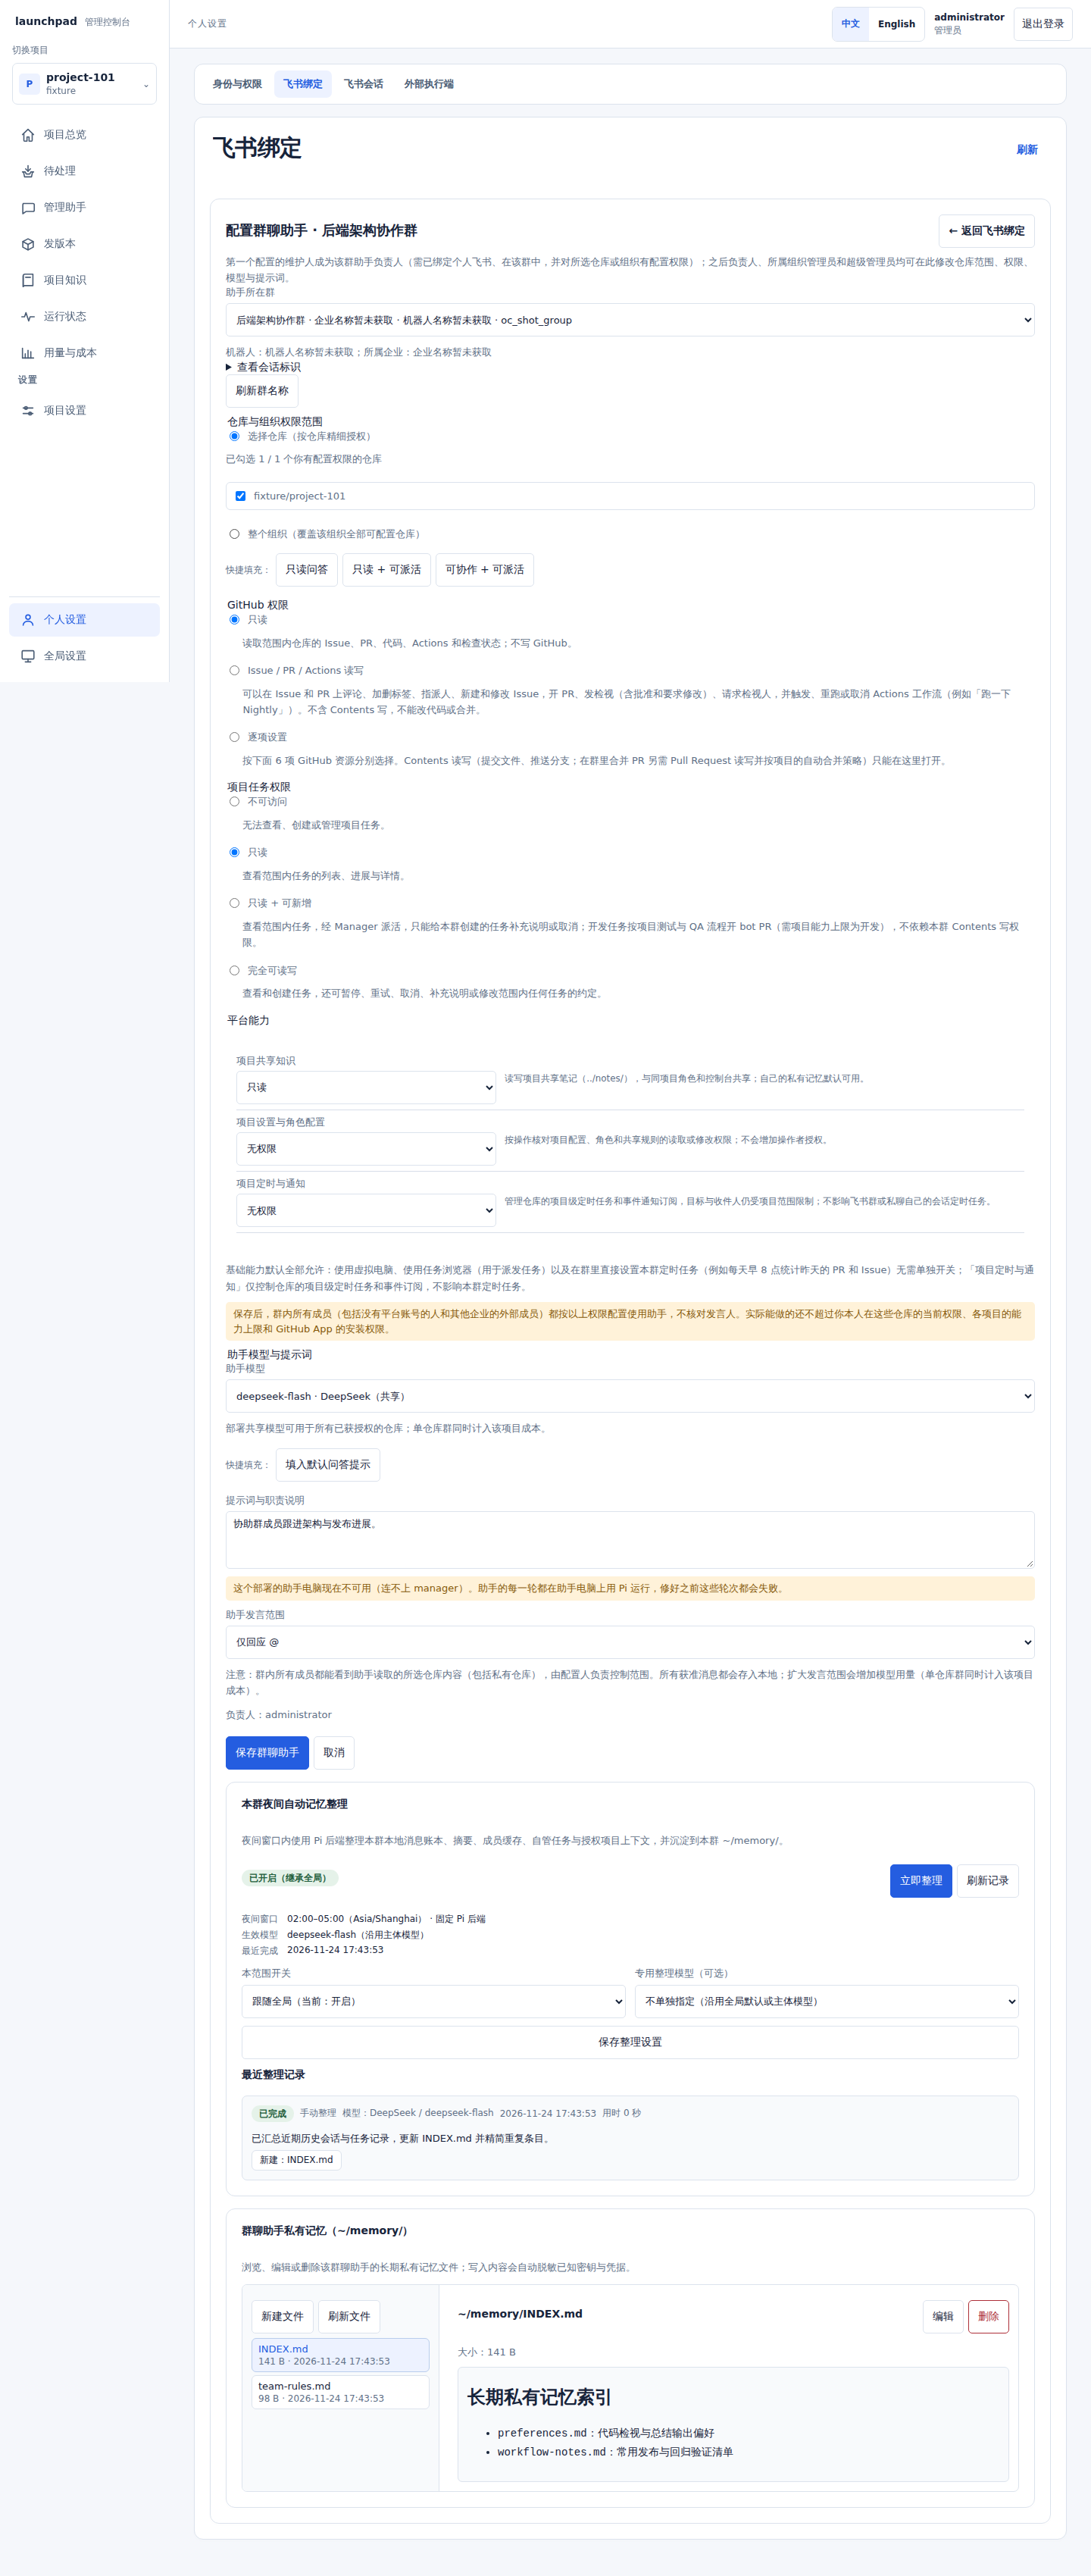 launchpad 管理控制台
切换项目
P
project-101
fixture
项目总览
待处理
管理助手
发版本
项目知识
运行状态
用量与成本
设置
项目设置
个人设置
全局设置
个人设置
中文 English
administrator
管理员
退出登录
身份与权限 飞书绑定 飞书会话 外部执行端
飞书绑定
刷新
配置群聊助手・后端架构协作群
← 返回飞书绑定
第一个配置的维护人成为该群助手负责人（需已绑定个人飞书、在该群中，并对所选仓库或组织有配置权限）；之后负责人、所属组织管理员和超级管理员均可在此修改仓库范围、权限、
模型与提示词。
助手所在群
后端架构协作群 · 企业名称暂未获取 · 机器人名称暂未获取 · oc_shot_group
机器人：机器人名称暂未获取；所属企业：企业名称暂未获取
▶ 查看会话标识
刷新群名称
仓库与组织权限范围
选择仓库（按仓库精细授权）
已勾选 1 / 1 个你有配置权限的仓库
fixture/project-101
整个组织（覆盖该组织全部可配置仓库）
快捷填充： 只读问答 只读 + 可派活 可协作 + 可派活
GitHub 权限
只读
读取范围内仓库的 Issue、PR、代码、Actions 和检查状态；不写 GitHub。
Issue / PR / Actions 读写
可以在 Issue 和 PR 上评论、加删标签、指派人、新建和修改 Issue，开 PR、发检视（含批准和要求修改）、请求检视人，并触发、重跑或取消 Actions 工作流（例如「跑一下
Nightly」）。不含 Contents 写，不能改代码或合并。
逐项设置
按下面 6 项 GitHub 资源分别选择。Contents 读写（提交文件、推送分支；在群里合并 PR 另需 Pull Request 读写并按项目的自动合并策略）只能在这里打开。
项目任务权限
不可访问
无法查看、创建或管理项目任务。
只读
查看范围内任务的列表、进展与详情。
只读 + 可新增
查看范围内任务，经 Manager 派活，只能给本群创建的任务补充说明或取消；开发任务按项目测试与 QA 流程开 bot PR（需项目能力上限为开发），不依赖本群 Contents 写权
限。
完全可读写
查看和创建任务，还可暂停、重试、取消、补充说明或修改范围内任何任务的约定。
平台能力
项目共享知识
只读
读写项目共享笔记（../notes/），与同项目角色和控制台共享；自己的私有记忆默认可用。
项目设置与角色配置
无权限
按操作核对项目配置、角色和共享规则的读取或修改权限；不会增加操作者授权。
项目定时与通知
无权限
管理仓库的项目级定时任务和事件通知订阅，目标与收件人仍受项目范围限制；不影响飞书群或私聊自己的会话定时任务。
基础能力默认全部允许：使用虚拟电脑、使用任务浏览器（用于派发任务）以及在群里直接设置本群定时任务（例如每天早 8 点统计昨天的 PR 和 Issue）无需单独开关；「项目定时与通
知」仅控制仓库的项目级定时任务和事件订阅，不影响本群定时任务。
保存后，群内所有成员（包括没有平台账号的人和其他企业的外部成员）都按以上权限配置使用助手，不核对发言人。实际能做的还不超过你本人在这些仓库的当前权限、各项目的能
力上限和 GitHub App 的安装权限。
助手模型与提示词
助手模型
deepseek-flash · DeepSeek（共享）
部署共享模型可用于所有已获授权的仓库；单仓库群同时计入该项目成本。
快捷填充： 填入默认问答提示
提示词与职责说明
协助群成员跟进架构与发布进展。
这个部署的助手电脑现在不可用（连不上 manager）。助手的每一轮都在助手电脑上用 Pi 运行，修好之前这些轮次都会失败。
助手发言范围
仅回应 @
注意：群内所有成员都能看到助手读取的所选仓库内容（包括私有仓库），由配置人负责控制范围。所有获准消息都会存入本地；扩大发言范围会增加模型用量（单仓库群同时计入该项目
成本）。
负责人：administrator
保存群聊助手 取消
本群夜间自动记忆整理
夜间窗口内使用 Pi 后端整理本群本地消息账本、摘要、成员缓存、自管任务与授权项目上下文，并沉淀到本群 ~/memory/。
已开启（继承全局）
立即整理 刷新记录
夜间窗口 02:00–05:00（Asia/Shanghai） · 固定 Pi 后端
生效模型 deepseek-flash（沿用主体模型）
最近完成 2026-11-24 17:43:53
本范围开关
跟随全局（当前：开启）
专用整理模型（可选）
不单独指定（沿用全局默认或主体模型）
保存整理设置
最近整理记录
已完成 手动整理 模型：DeepSeek / deepseek-flash 2026-11-24 17:43:53 用时 0 秒
已汇总近期历史会话与任务记录，更新 INDEX.md 并精简重复条目。
新建：INDEX.md
群聊助手私有记忆（~/memory/）
浏览、编辑或删除该群聊助手的长期私有记忆文件；写入内容会自动脱敏已知密钥与凭据。
新建文件 刷新文件
INDEX.md
141 B · 2026-11-24 17:43:53
team-rules.md
98 B · 2026-11-24 17:43:53
~/memory/INDEX.md
编辑 删除
大小：141 B
长期私有记忆索引
• preferences.md：代码检视与总结输出偏好
• workflow-notes.md：常用发布与回归验证清单